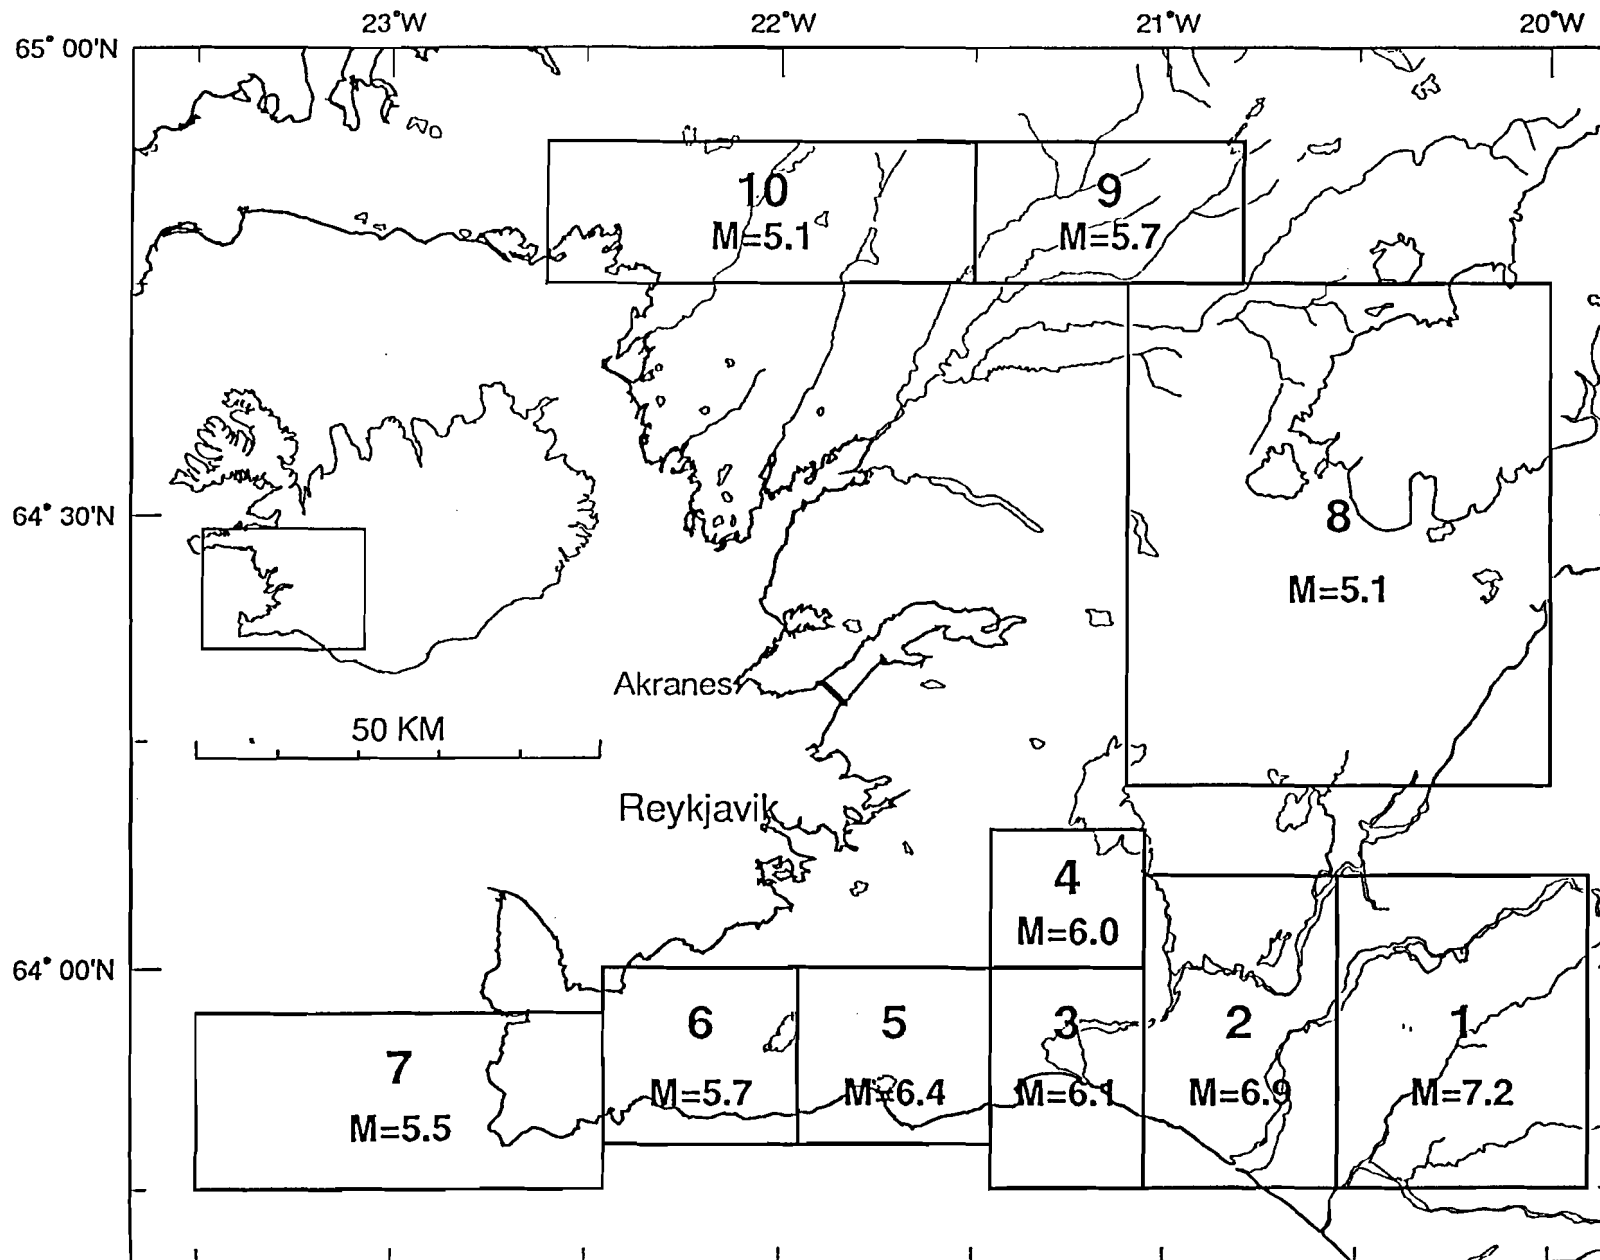 23°W 22°W 21°W 20°W
65° 00'N
10
M=5.1
9
M=5.7
64° 30'N
8
M=5.1
Akranes
50 KM
Reykjavik
4
M=6.0
64° 00'N
6
M=5.7
5
M=6.4
3
M=6.1
2
M=6.9
1
M=7.2
7
M=5.5